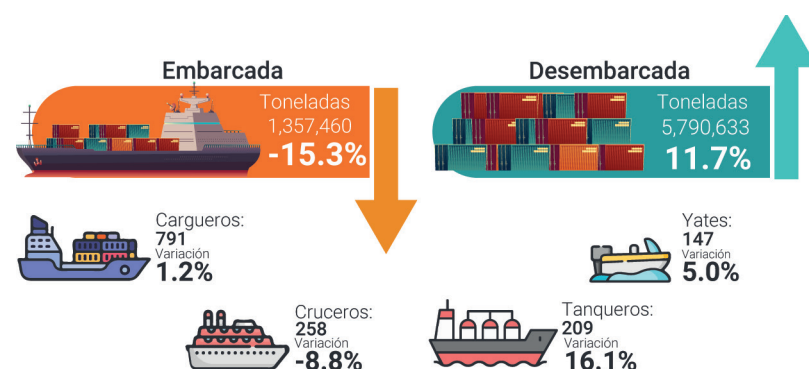 Embarcada
Toneladas
1,357,460
-15.3%
Desembarcada
Toneladas
5,790,633
11.7%
Cargueros:
791
Variación
1.2%
Yates:
147
Variación
5.0%
Cruceros:
258
Variación
-8.8%
Tanqueros:
209
Variación
16.1%